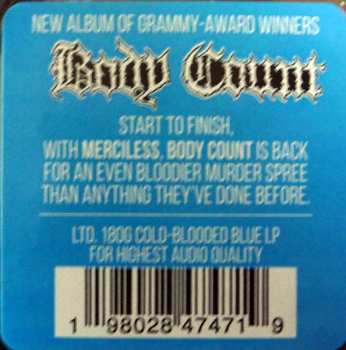 NEW ALBUM OF GRAMMY-AWARD WINNERS
Body Count
START TO FINISH,
WITH MERCILESS, BODY COUNT IS BACK
FOR AN EVEN BLOODIER MURDER SPREE
THAN ANYTHING THEY'VE DONE BEFORE.
LTD. 180G COLD-BLOODED BLUE LP
FOR HIGHEST AUDIO QUALITY
1 98028 47471 9